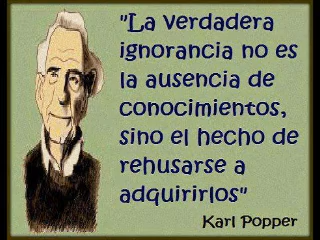 "La verdadera
ignorancia no es
la ausencia de
conocimientos,
sino el hecho de
rehusarse a
adquirirlos"
Karl Popper